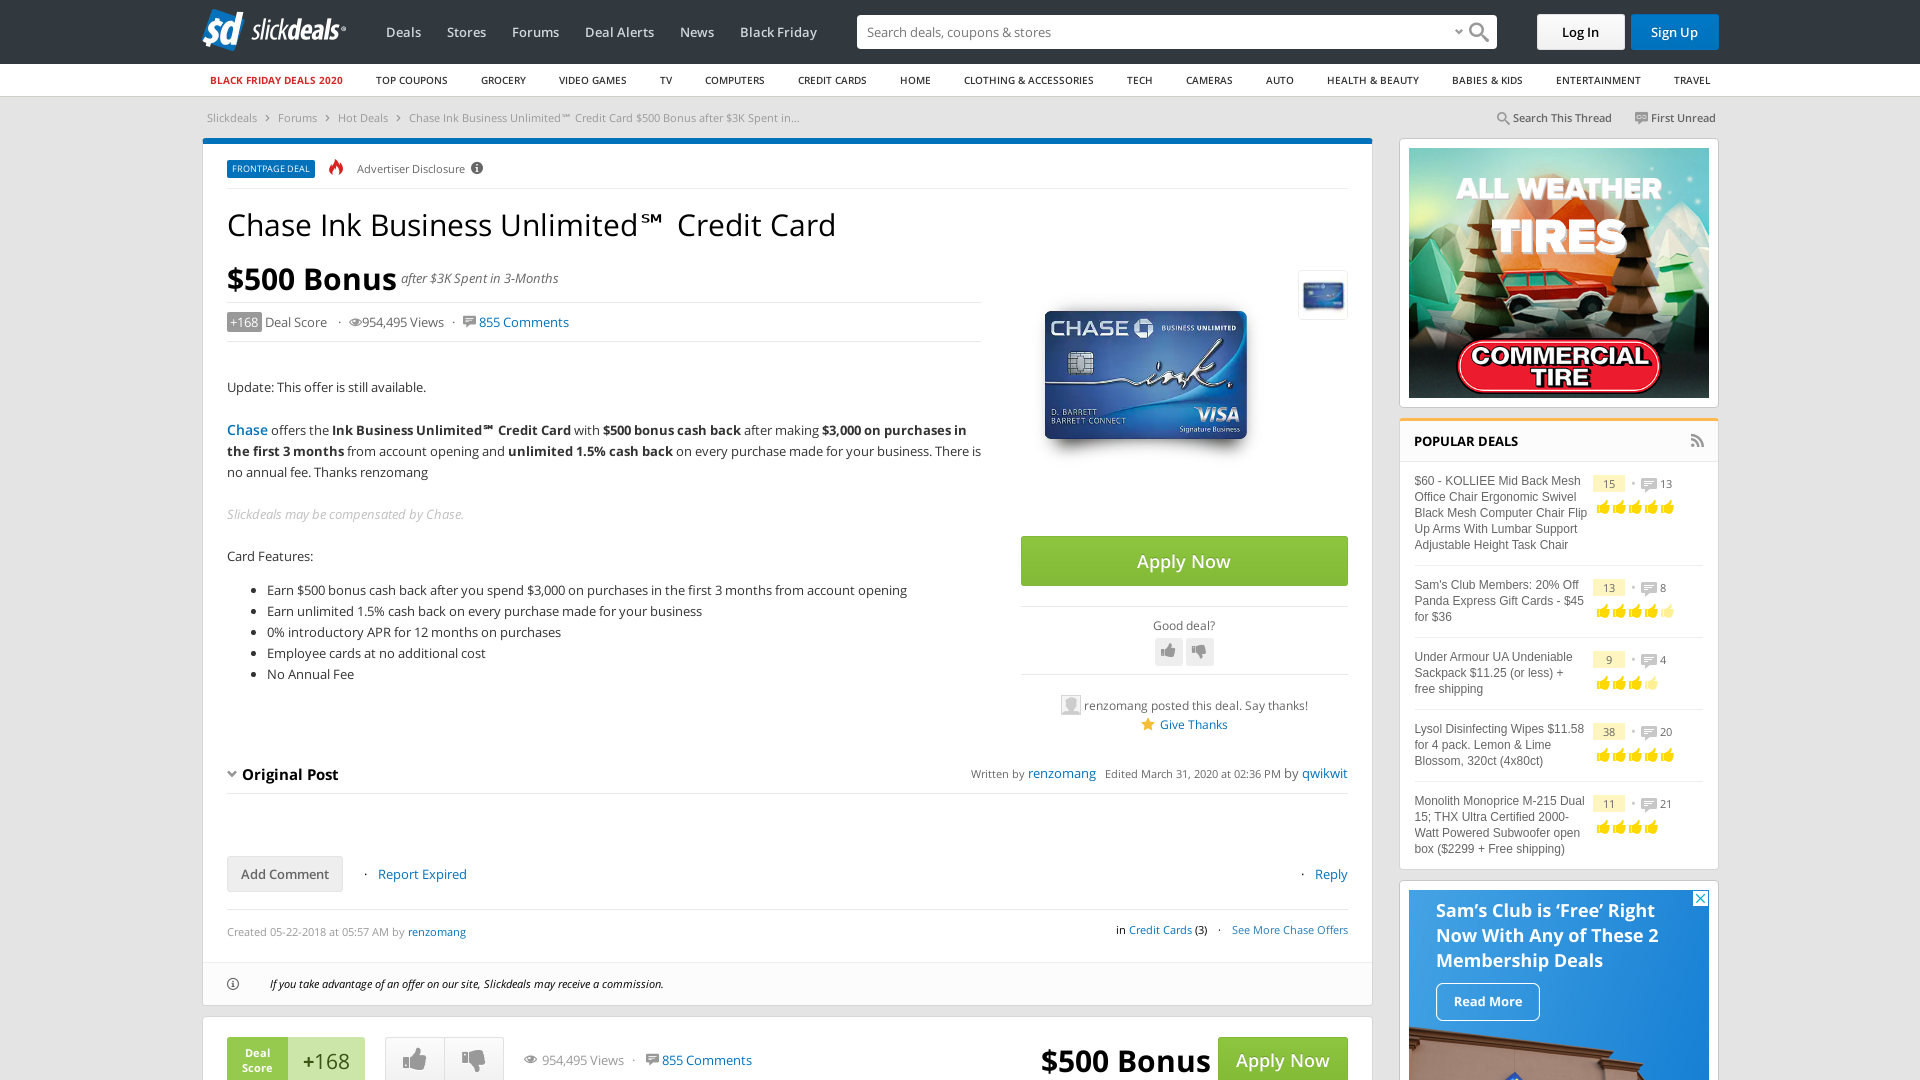 slickdeals
Deals Stores Forums Deal Alerts News Black Friday
Search deals, coupons & stores
Log In
Sign Up
BLACK FRIDAY DEALS 2020 TOP COUPONS GROCERY VIDEO GAMES TV COMPUTERS CREDIT CARDS HOME CLOTHING & ACCESSORIES TECH CAMERAS AUTO HEALTH & BEAUTY BABIES & KIDS ENTERTAINMENT TRAVEL
Slickdeals › Forums › Hot Deals › Chase Ink Business Unlimited℠ Credit Card $500 Bonus after $3K Spent in...
Search This Thread
First Unread
FRONTPAGE DEAL
Advertiser Disclosure
Chase Ink Business Unlimited℠ Credit Card
$500 Bonus after $3K Spent in 3-Months
+168 Deal Score · 954,495 Views · 855 Comments
Update: This offer is still available.
Chase offers the Ink Business Unlimited℠ Credit Card with $500 bonus cash back after making $3,000 on purchases in
the first 3 months from account opening and unlimited 1.5% cash back on every purchase made for your business. There is
no annual fee. Thanks renzomang
Slickdeals may be compensated by Chase.
Card Features:
• Earn $500 bonus cash back after you spend $3,000 on purchases in the first 3 months from account opening
• Earn unlimited 1.5% cash back on every purchase made for your business
• 0% introductory APR for 12 months on purchases
• Employee cards at no additional cost
• No Annual Fee
CHASE
BUSINESS UNLIMITED
ink.
D. BARRETT
BARRETT CONNECT
VISA
Signature Business
Apply Now
Good deal?
renzomang posted this deal. Say thanks!
Give Thanks
Original Post
Written by renzomang Edited March 31, 2020 at 02:36 PM by qwikwit
Add Comment · Report Expired
· Reply
Created 05-22-2018 at 05:57 AM by renzomang
in Credit Cards (3) · See More Chase Offers
If you take advantage of an offer on our site, Slickdeals may receive a commission.
Deal
Score
+168
954,495 Views · 855 Comments
$500 Bonus
Apply Now
ALL WEATHER
TIRES
COMMERCIAL
TIRE
POPULAR DEALS
$60 - KOLLIEE Mid Back Mesh
Office Chair Ergonomic Swivel
Black Mesh Computer Chair Flip
Up Arms With Lumbar Support
Adjustable Height Task Chair
15 • 13
Sam's Club Members: 20% Off
Panda Express Gift Cards - $45
for $36
13 • 8
Under Armour UA Undeniable
Sackpack $11.25 (or less) +
free shipping
9 • 4
Lysol Disinfecting Wipes $11.58
for 4 pack. Lemon & Lime
Blossom, 320ct (4x80ct)
38 • 20
Monolith Monoprice M-215 Dual
15; THX Ultra Certified 2000-
Watt Powered Subwoofer open
box ($2299 + Free shipping)
11 • 21
Sam's Club is 'Free' Right
Now With Any of These 2
Membership Deals
Read More